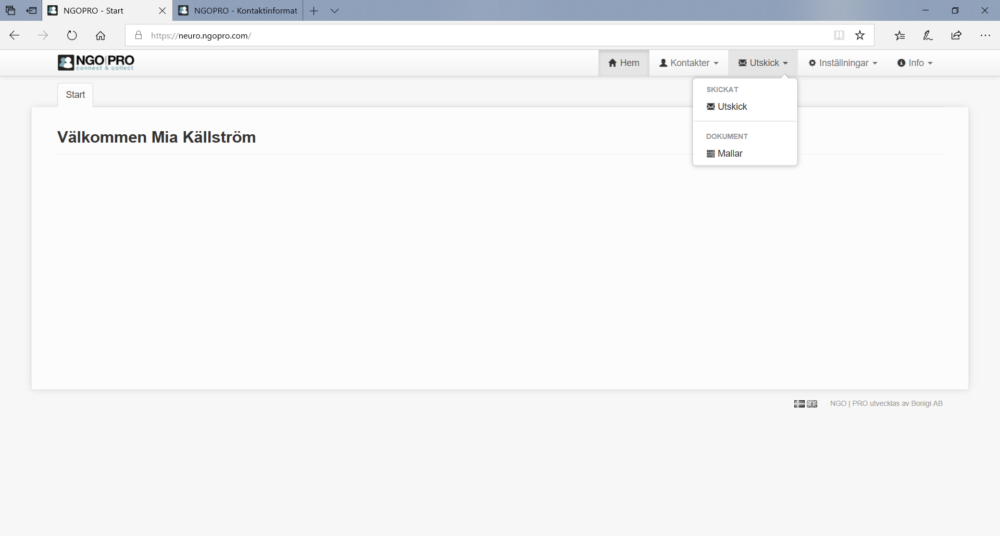 NGOPRO - Start
NGOPRO - Kontaktinformat
https://neuro.ngopro.com/
NGO|PRO
connect & collect
Hem
Kontakter
Utskick
Inställningar
Info
SKICKAT
Utskick
DOKUMENT
Mallar
Start
Välkommen Mia Källström
NGO | PRO utvecklas av Bonigi AB